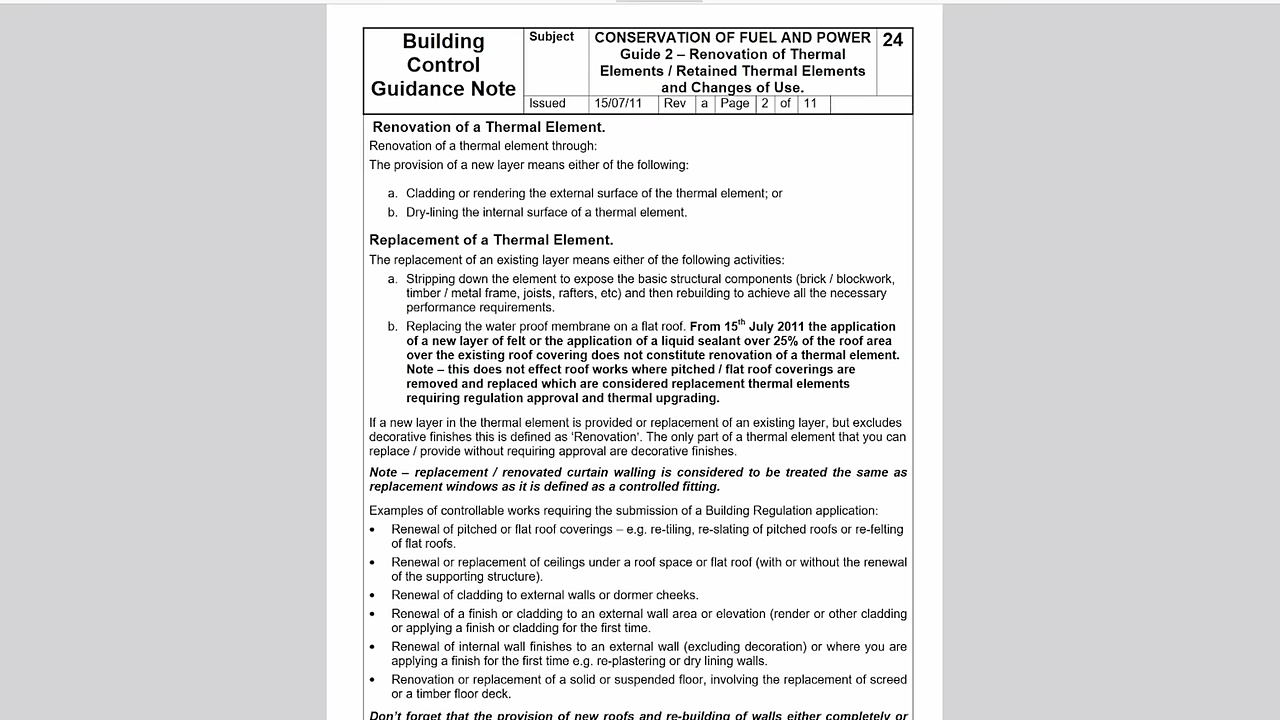 Building
Control
Guidance Note
Subject
CONSERVATION OF FUEL AND POWER
Guide 2 – Renovation of Thermal
Elements / Retained Thermal Elements
and Changes of Use.
24
Issued 15/07/11 Rev a Page 2 of 11
Renovation of a Thermal Element.
Renovation of a thermal element through:
The provision of a new layer means either of the following:
a. Cladding or rendering the external surface of the thermal element; or
b. Dry-lining the internal surface of a thermal element.
Replacement of a Thermal Element.
The replacement of an existing layer means either of the following activities:
a. Stripping down the element to expose the basic structural components (brick / blockwork,
timber / metal frame, joists, rafters, etc) and then rebuilding to achieve all the necessary
performance requirements.
b. Replacing the water proof membrane on a flat roof. From 15th July 2011 the application
of a new layer of felt or the application of a liquid sealant over 25% of the roof area
over the existing roof covering does not constitute renovation of a thermal element.
Note – this does not effect roof works where pitched / flat roof coverings are
removed and replaced which are considered replacement thermal elements
requiring regulation approval and thermal upgrading.
If a new layer in the thermal element is provided or replacement of an existing layer, but excludes
decorative finishes this is defined as 'Renovation'. The only part of a thermal element that you can
replace / provide without requiring approval are decorative finishes.
Note – replacement / renovated curtain walling is considered to be treated the same as
replacement windows as it is defined as a controlled fitting.
Examples of controllable works requiring the submission of a Building Regulation application:
• Renewal of pitched or flat roof coverings – e.g. re-tiling, re-slating of pitched roofs or re-felting
of flat roofs.
• Renewal or replacement of ceilings under a roof space or flat roof (with or without the renewal
of the supporting structure).
• Renewal of cladding to external walls or dormer cheeks.
• Renewal of a finish or cladding to an external wall area or elevation (render or other cladding
or applying a finish or cladding for the first time.
• Renewal of internal wall finishes to an external wall (excluding decoration) or where you are
applying a finish for the first time e.g. re-plastering or dry lining walls.
• Renovation or replacement of a solid or suspended floor, involving the replacement of screed
or a timber floor deck.
Don't forget that the provision of new roofs and re-building of walls either completely or